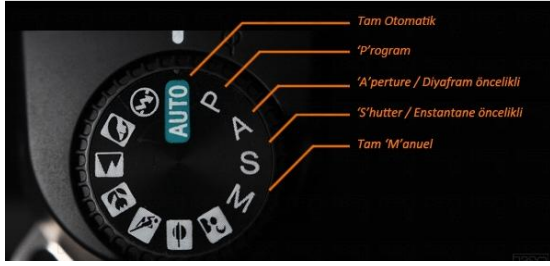 Tam Otomatik
'P'rogram
'A'perture / Diyafram öncelikli
'S'hutter / Enstantane öncelikli
Tam 'M'anuel
AUTO
P
A
S
M